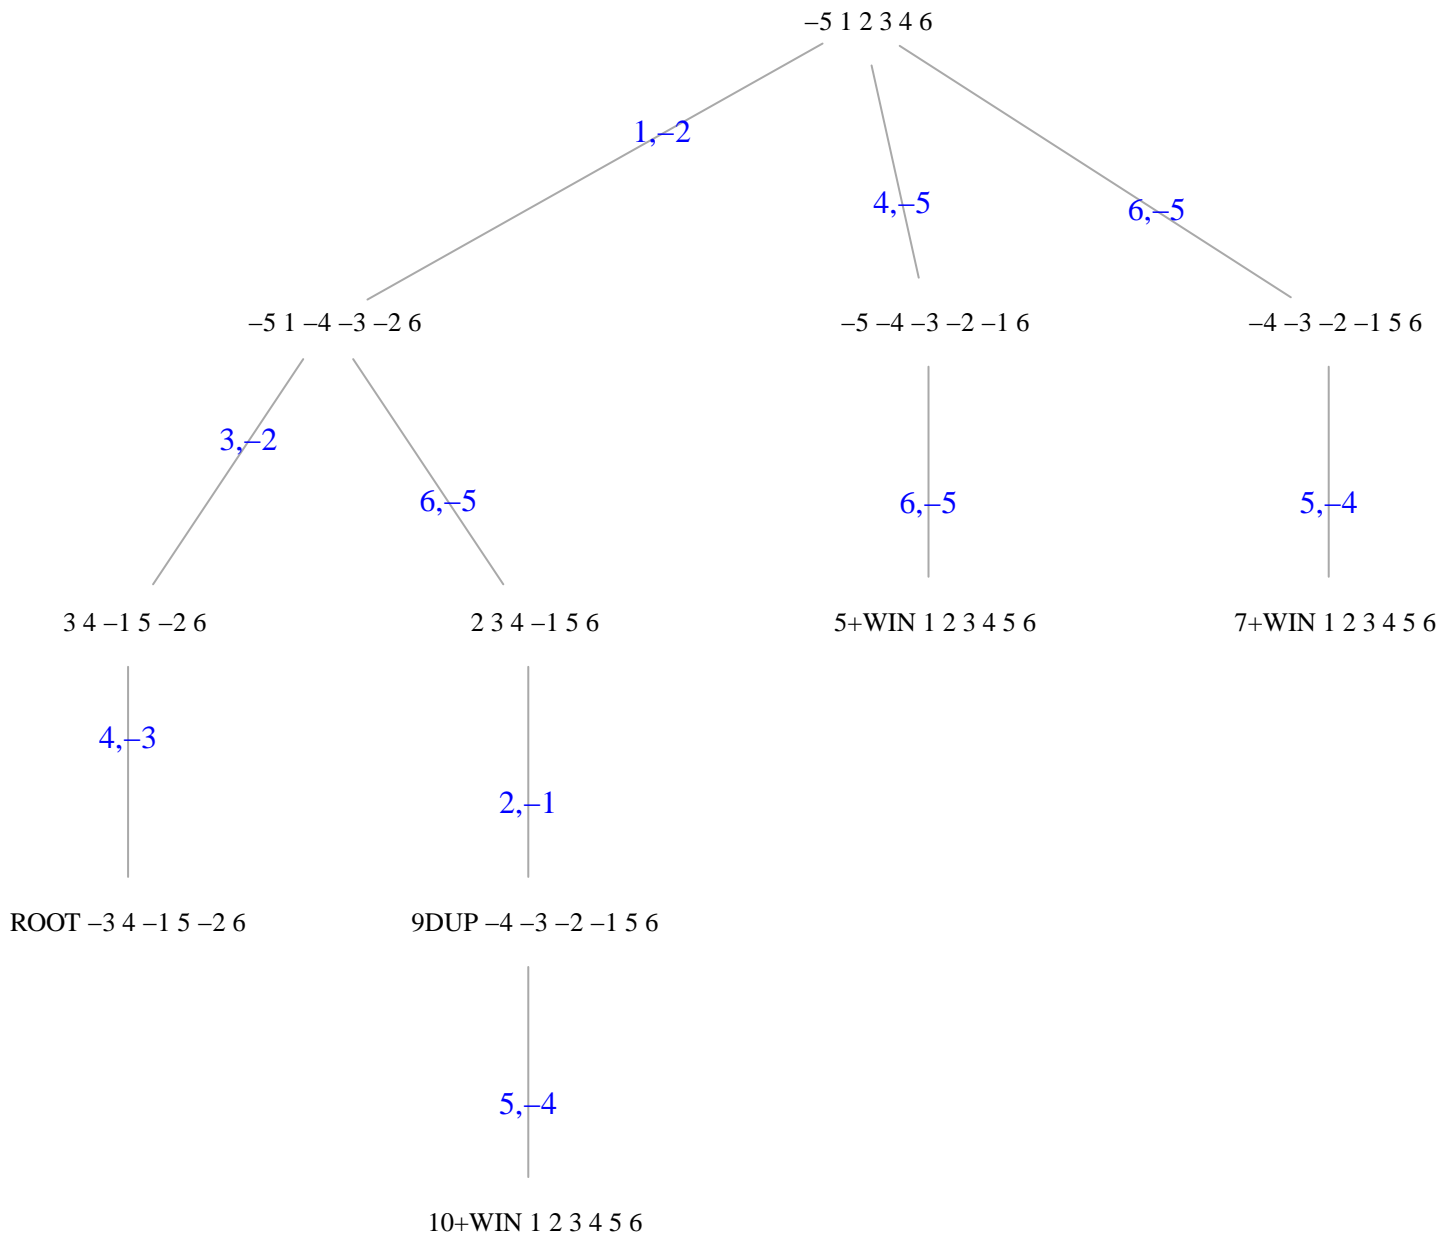 –5 1 2 3 4 6
1,–2
4,–5
6,–5
–5 1 –4 –3 –2 6
–5 –4 –3 –2 –1 6
–4 –3 –2 –1 5 6
3,–2
6,–5
6,–5
5,–4
3 4 –1 5 –2 6
2 3 4 –1 5 6
5+WIN 1 2 3 4 5 6
7+WIN 1 2 3 4 5 6
4,–3
2,–1
ROOT –3 4 –1 5 –2 6
9DUP –4 –3 –2 –1 5 6
5,–4
10+WIN 1 2 3 4 5 6